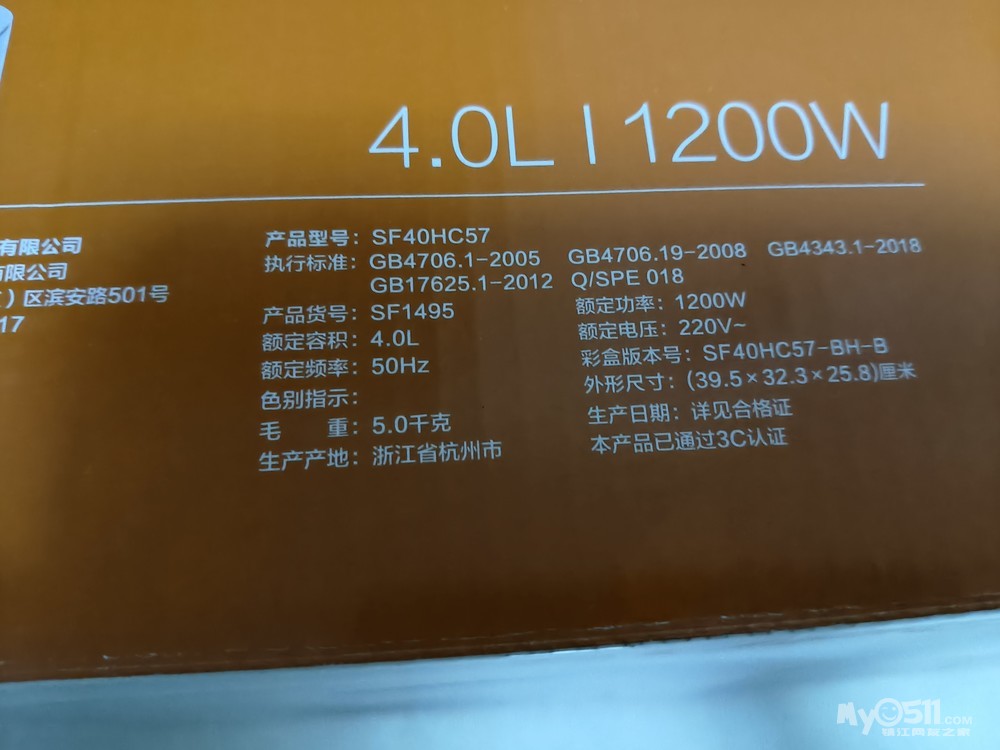 4.0L | 1200W
有限公司
有限公司
）区滨安路501号
17
产品型号：SF40HC57
执行标准：GB4706.1-2005 GB4706.19-2008 GB4343.1-2018
GB17625.1-2012 Q/SPE 018
产品货号：SF1495
额定容积：4.0L
额定频率：50Hz
色别指示：
毛 重：5.0千克
生产产地：浙江省杭州市
额定功率：1200W
额定电压：220V~
彩盒版本号：SF40HC57-BH-B
外形尺寸：(39.5×32.3×25.8)厘米
生产日期：详见合格证
本产品已通过3C认证
My0511.COM
镇江网友之家